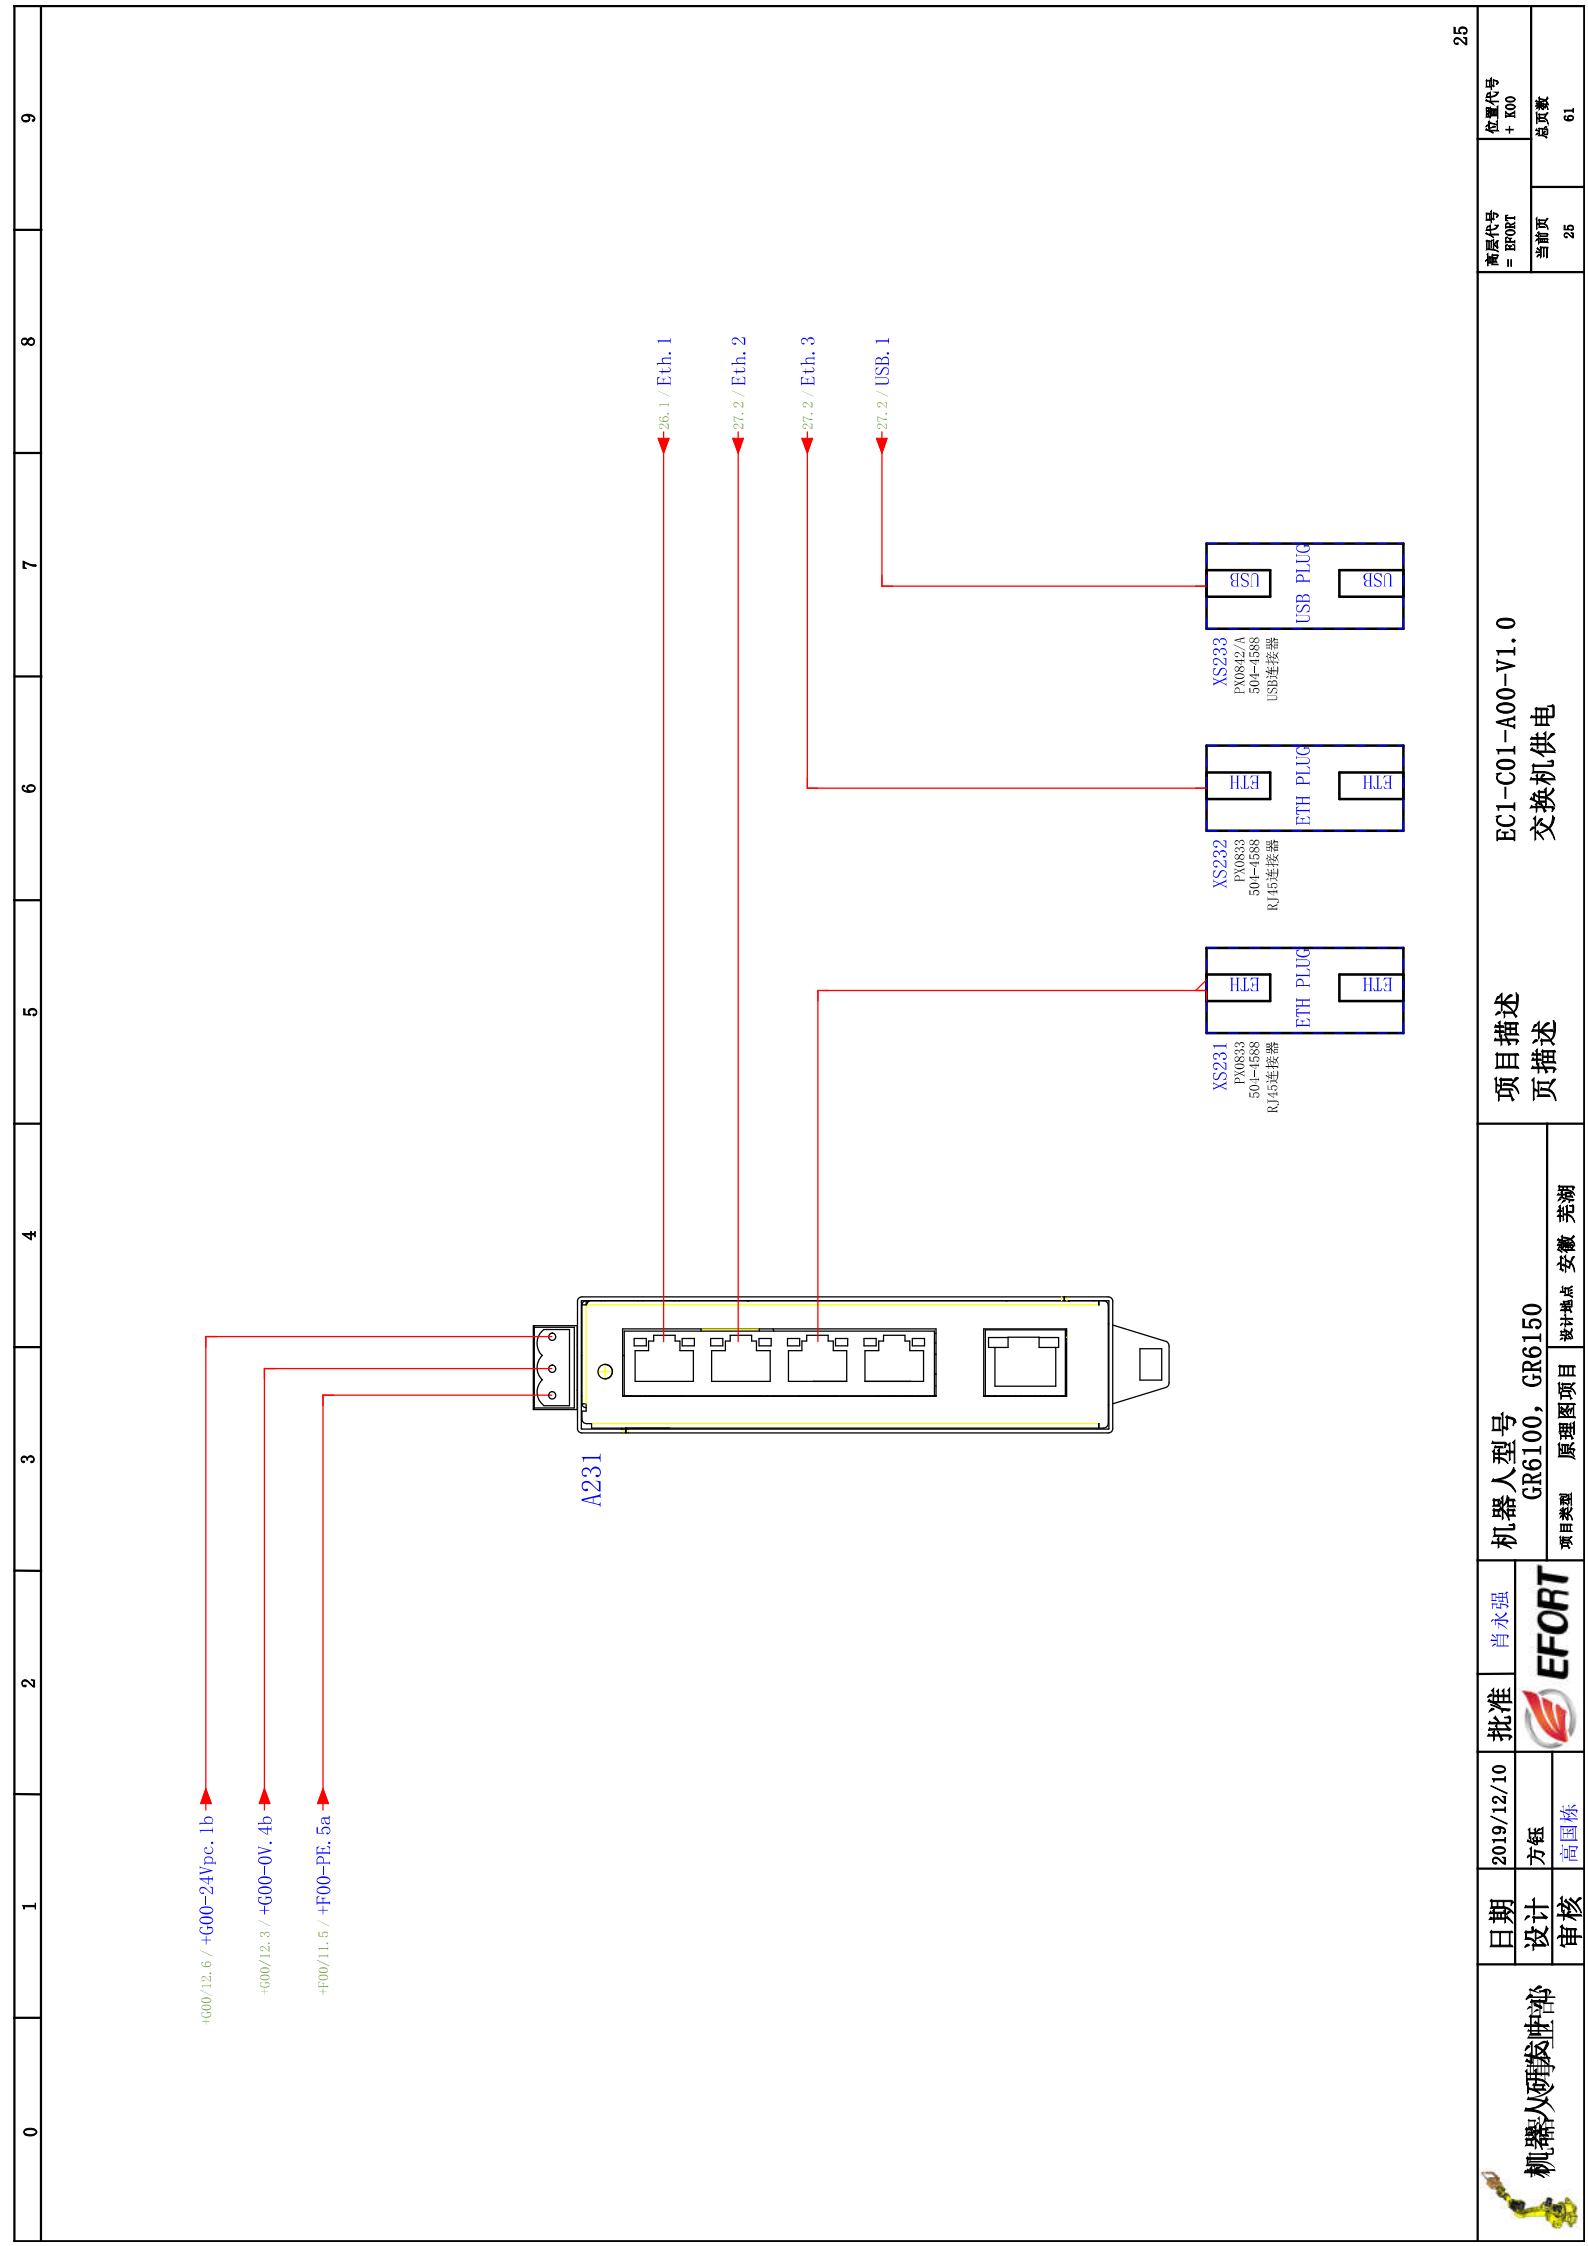 0 1 2 3 4 5 6 7 8 9
+G00/12.6 / +G00-24Vpc.1b
+G00/12.3 / +G00-0V.4b
+F00/11.5 / +F00-PE.5a
26.1 / Eth.1
27.2 / Eth.2
27.2 / Eth.3
27.2 / USB.1
A231
XS231
PX0833
504-4588
RJ45连接器
ETH
ETH PLUG
ETH
XS232
PX0833
504-4588
RJ45连接器
ETH
ETH PLUG
ETH
XS233
PX0842/A
504-4588
USB连接器
USB
USB PLUG
USB
25
日期 2019/12/10
设计 方钰
审核 高国栋
批准 肖永强
EFORT
机器人型号
GR6100, GR6150
项目类型 原理图项目
设计地点 安徽 芜湖
项目描述 EC1-C01-A00-V1.0
页描述 交换机供电
高层代号
= EFORT
位置代号
+ K00
当前页
25
总页数
61